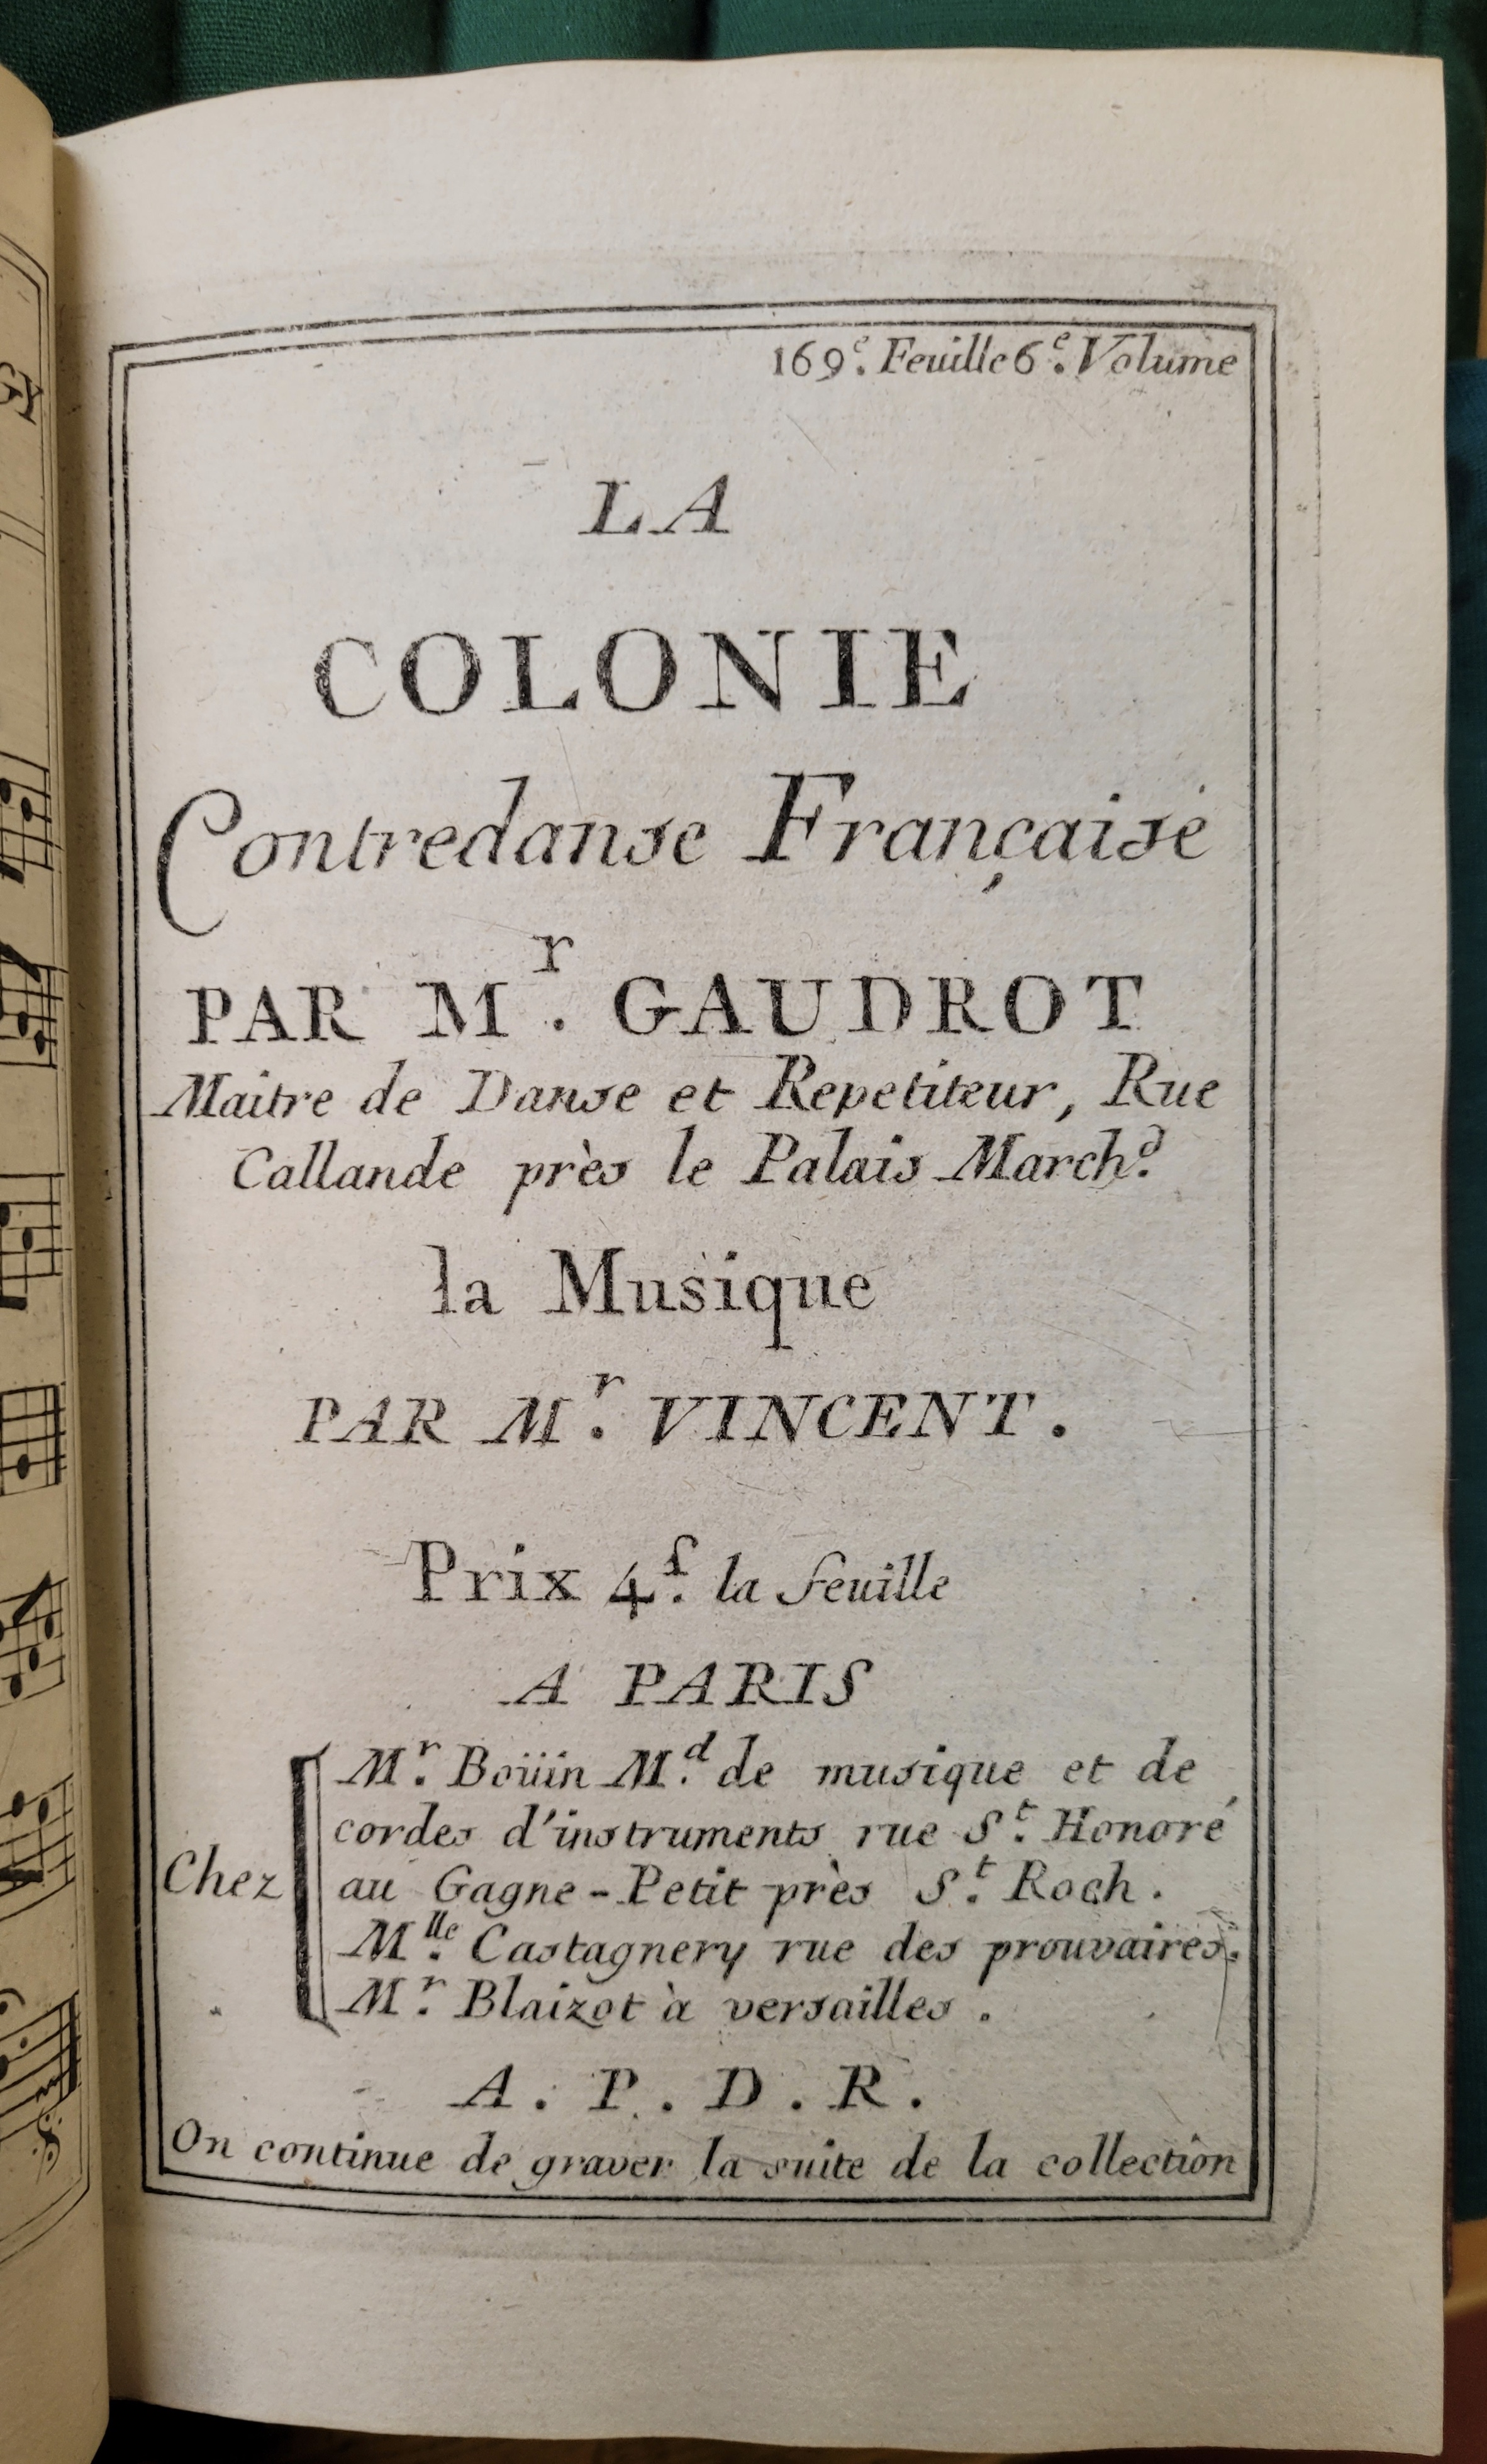 169.e Feuille 6.e Volume
LA
COLONIE
Contredanse Française
PAR M.r GAUDROT
Maitre de Danse et Repetiteur, Rue
Callande près le Palais March.d
la Musique
PAR M.r VINCENT.
Prix 4.s la feuille
A PARIS
Chez
M.r Boüin M.d de musique et de
cordes d'instruments rue S.t Honoré
au Gagne-Petit près S.t Roch.
M.lle Castagnery rue des prouvaires.
M.r Blaizot à versailles.
A. P. D. R.
On continue de graver la suite de la collection